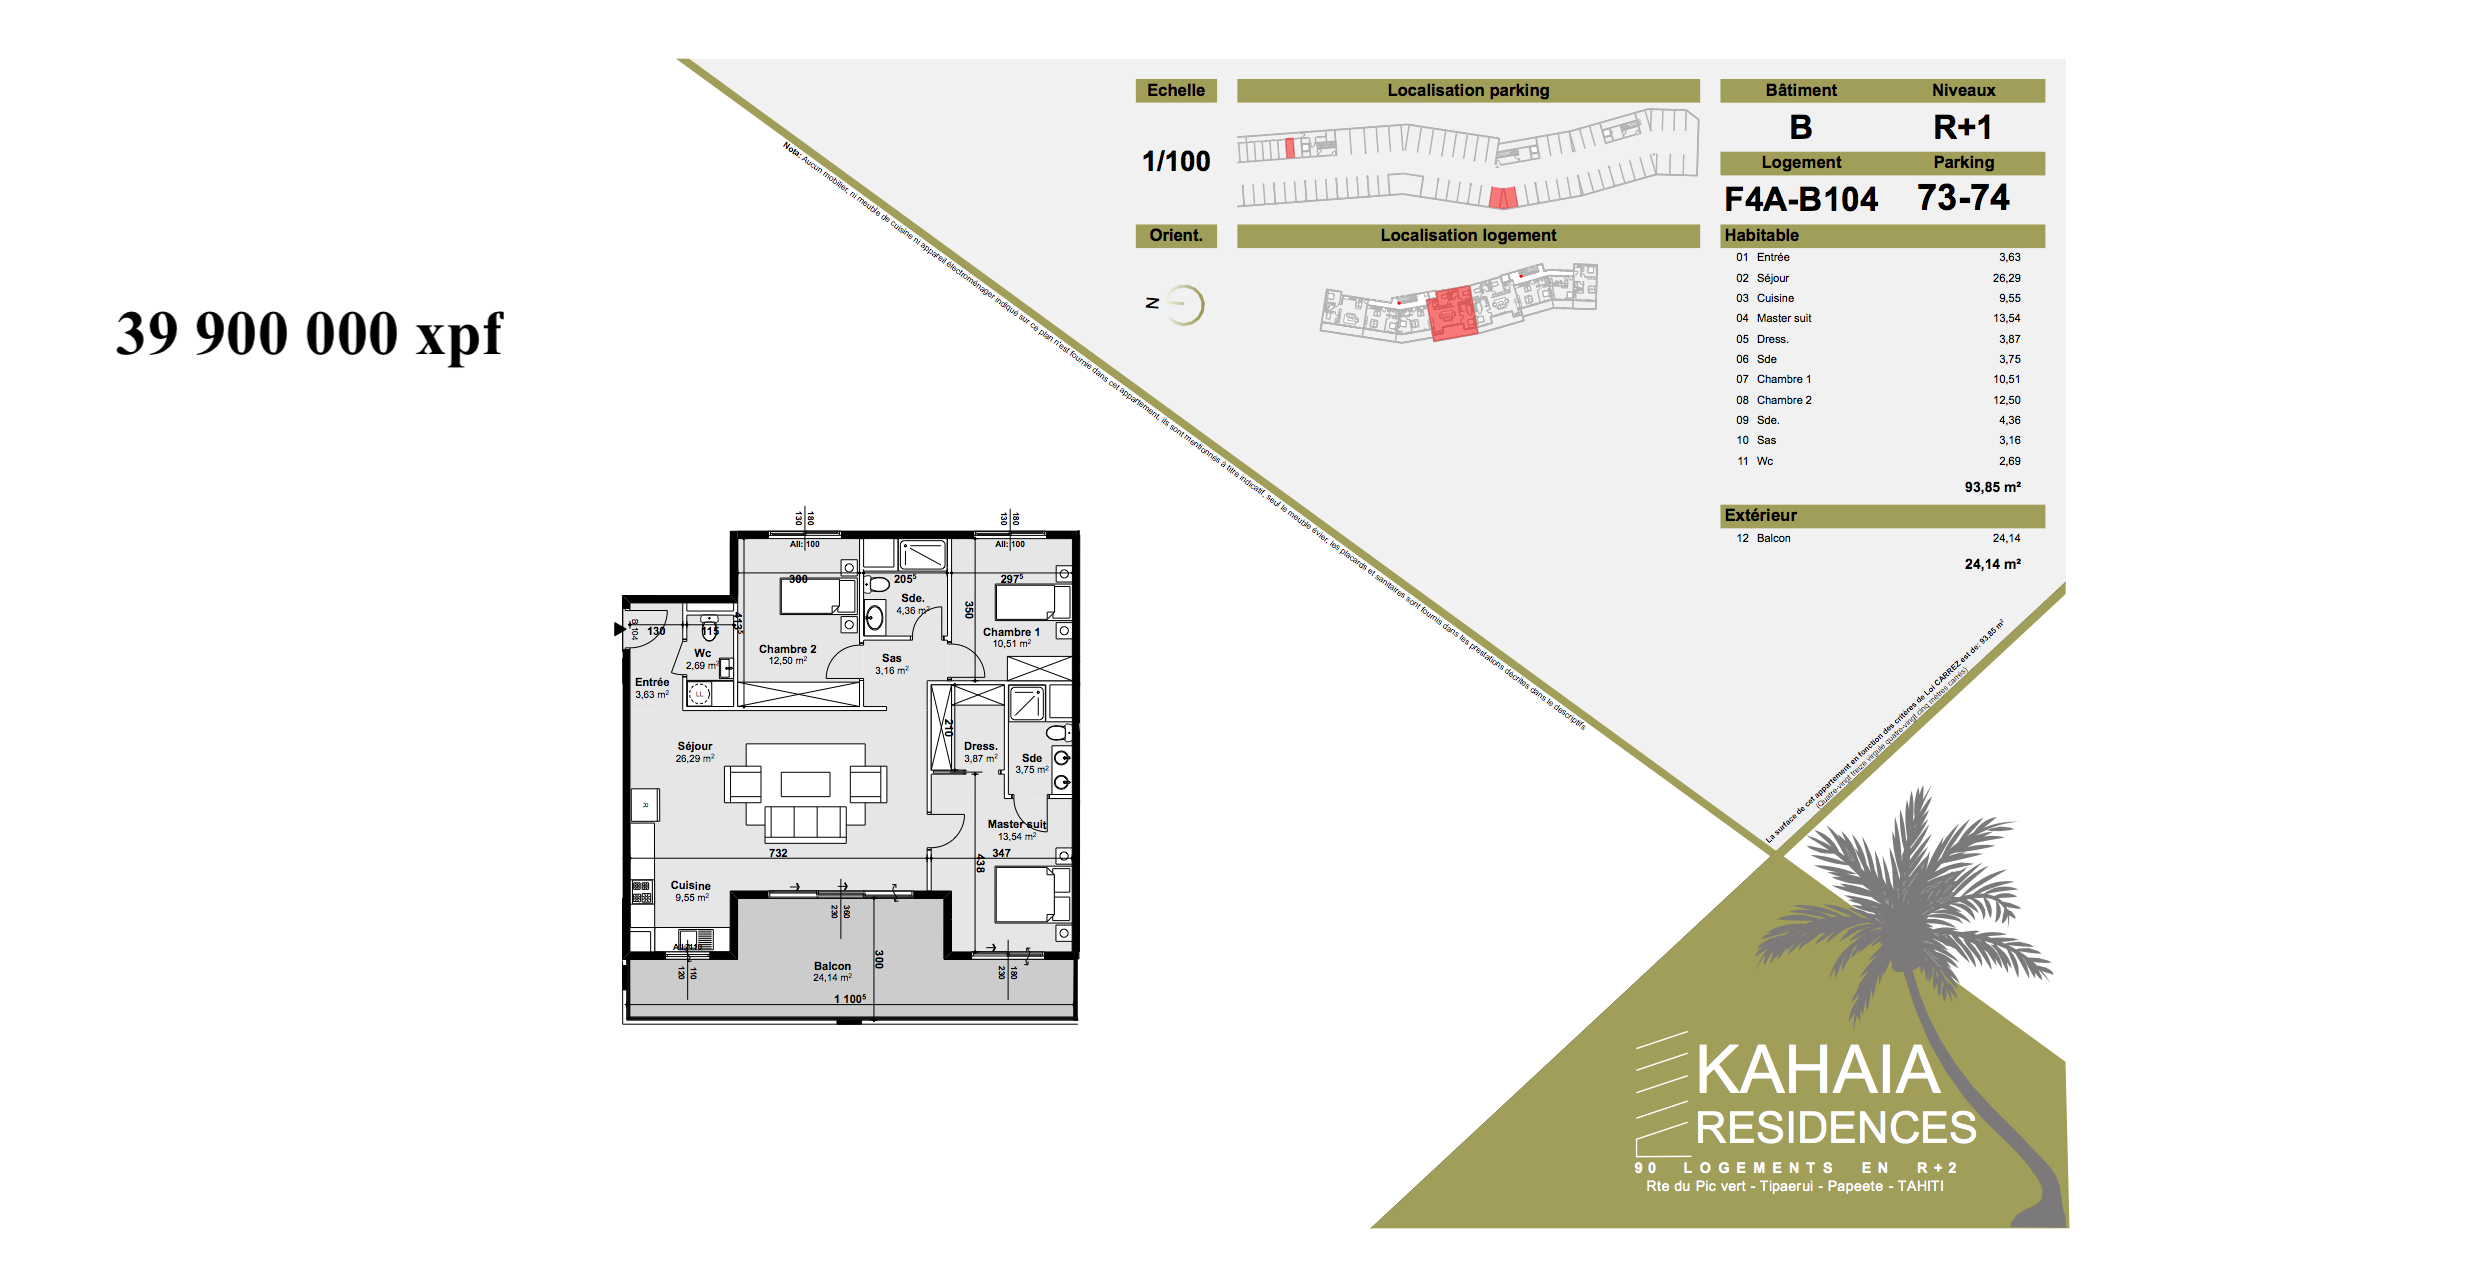 39 900 000 xpf
Echelle
1/100
Orient.
N
Localisation parking
Localisation logement
Bâtiment Niveaux
B R+1
Logement Parking
F4A-B104 73-74
Habitable
01 Entrée 3,63
02 Séjour 26,29
03 Cuisine 9,55
04 Master suit 13,54
05 Dress. 3,87
06 Sde 3,75
07 Chambre 1 10,51
08 Chambre 2 12,50
09 Sde. 4,36
10 Sas 3,16
11 Wc 2,69
93,85 m²
Extérieur
12 Balcon 24,14
24,14 m²
Nota: Aucun mobilier, ni meuble de cuisine ni appareil électroménager indiqué sur ce plan n'est fournie dans cet appartement, ils sont mentionnés à titre indicatif, seul le meuble évier, les placards et sanitaires sont fournis dans les prestations décrites dans le descriptifs
La surface de cet appartement en fonction des critères de Loi CARREZ est de: 93,85 m²
(Quatre-vingt treize virgule quatre-vingt cinq mètres carrés)
130 180
All: 100
130 180
All: 100
300
205⁵
297⁵
Sde.
4,36 m²
350
413⁵
B104
130
115
Chambre 1
10,51 m²
Chambre 2
12,50 m²
Wc
2,69 m²
Sas
3,16 m²
Entrée
3,63 m²
LL
210
Séjour
26,29 m²
Dress.
3,87 m²
Sde
3,75 m²
R
Master suit
13,54 m²
732
347
438
Cuisine
9,55 m²
230 360
All: 110
120 110
300
230 180
Balcon
24,14 m²
1 100⁵
KAHAIA
RESIDENCES
90 LOGEMENTS EN R+2
Rte du Pic vert - Tipaerui - Papeete - TAHITI